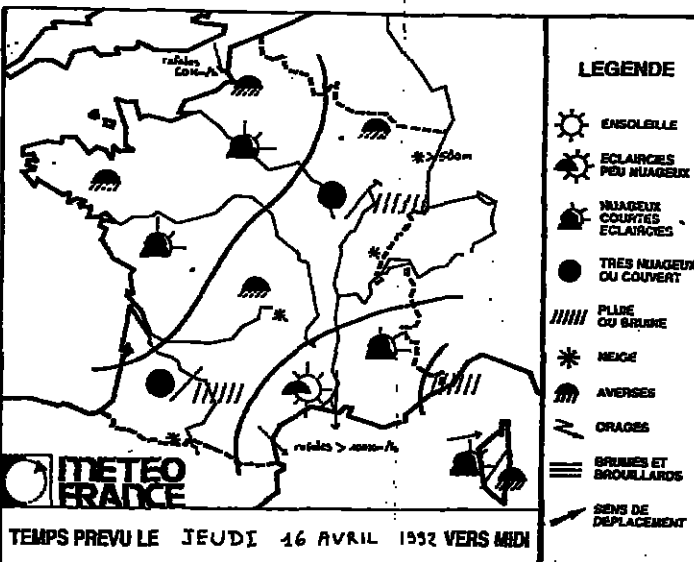 rafales
* > 500m
METEO
FRANCE
TEMPS PREVU LE JEUDI 16 AVRIL 1992 VERS MIDI
LEGENDE
ENSOLEILLE
ECLAIRCIES
PEU NUAGEUX
NUAGEUX
COURTES
ECLAIRCIES
TRES NUAGEUX
OU COUVERT
PLUIE
OU BRUINE
NEIGE
AVERSES
ORAGES
BRUMES ET
BROUILLARDS
SENS DE
DEPLACEMENT